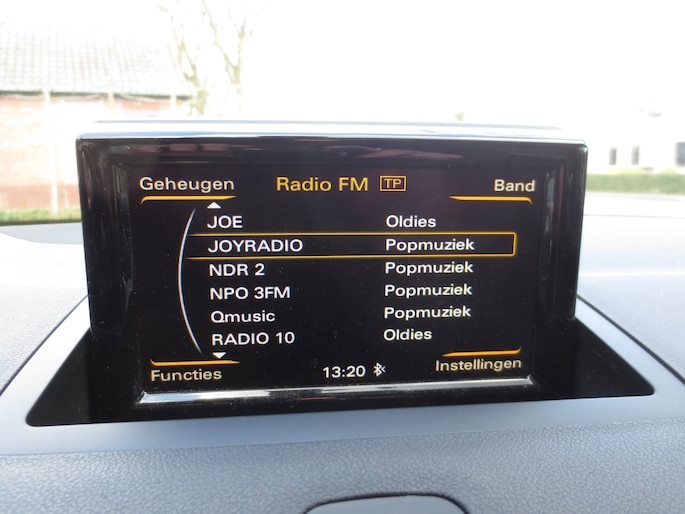 Geheugen Radio FM TP Band
JOE Oldies
JOYRADIO Popmuziek
NDR 2 Popmuziek
NPO 3FM Popmuziek
Qmusic Popmuziek
RADIO 10 Oldies
Functies 13:20 Instellingen